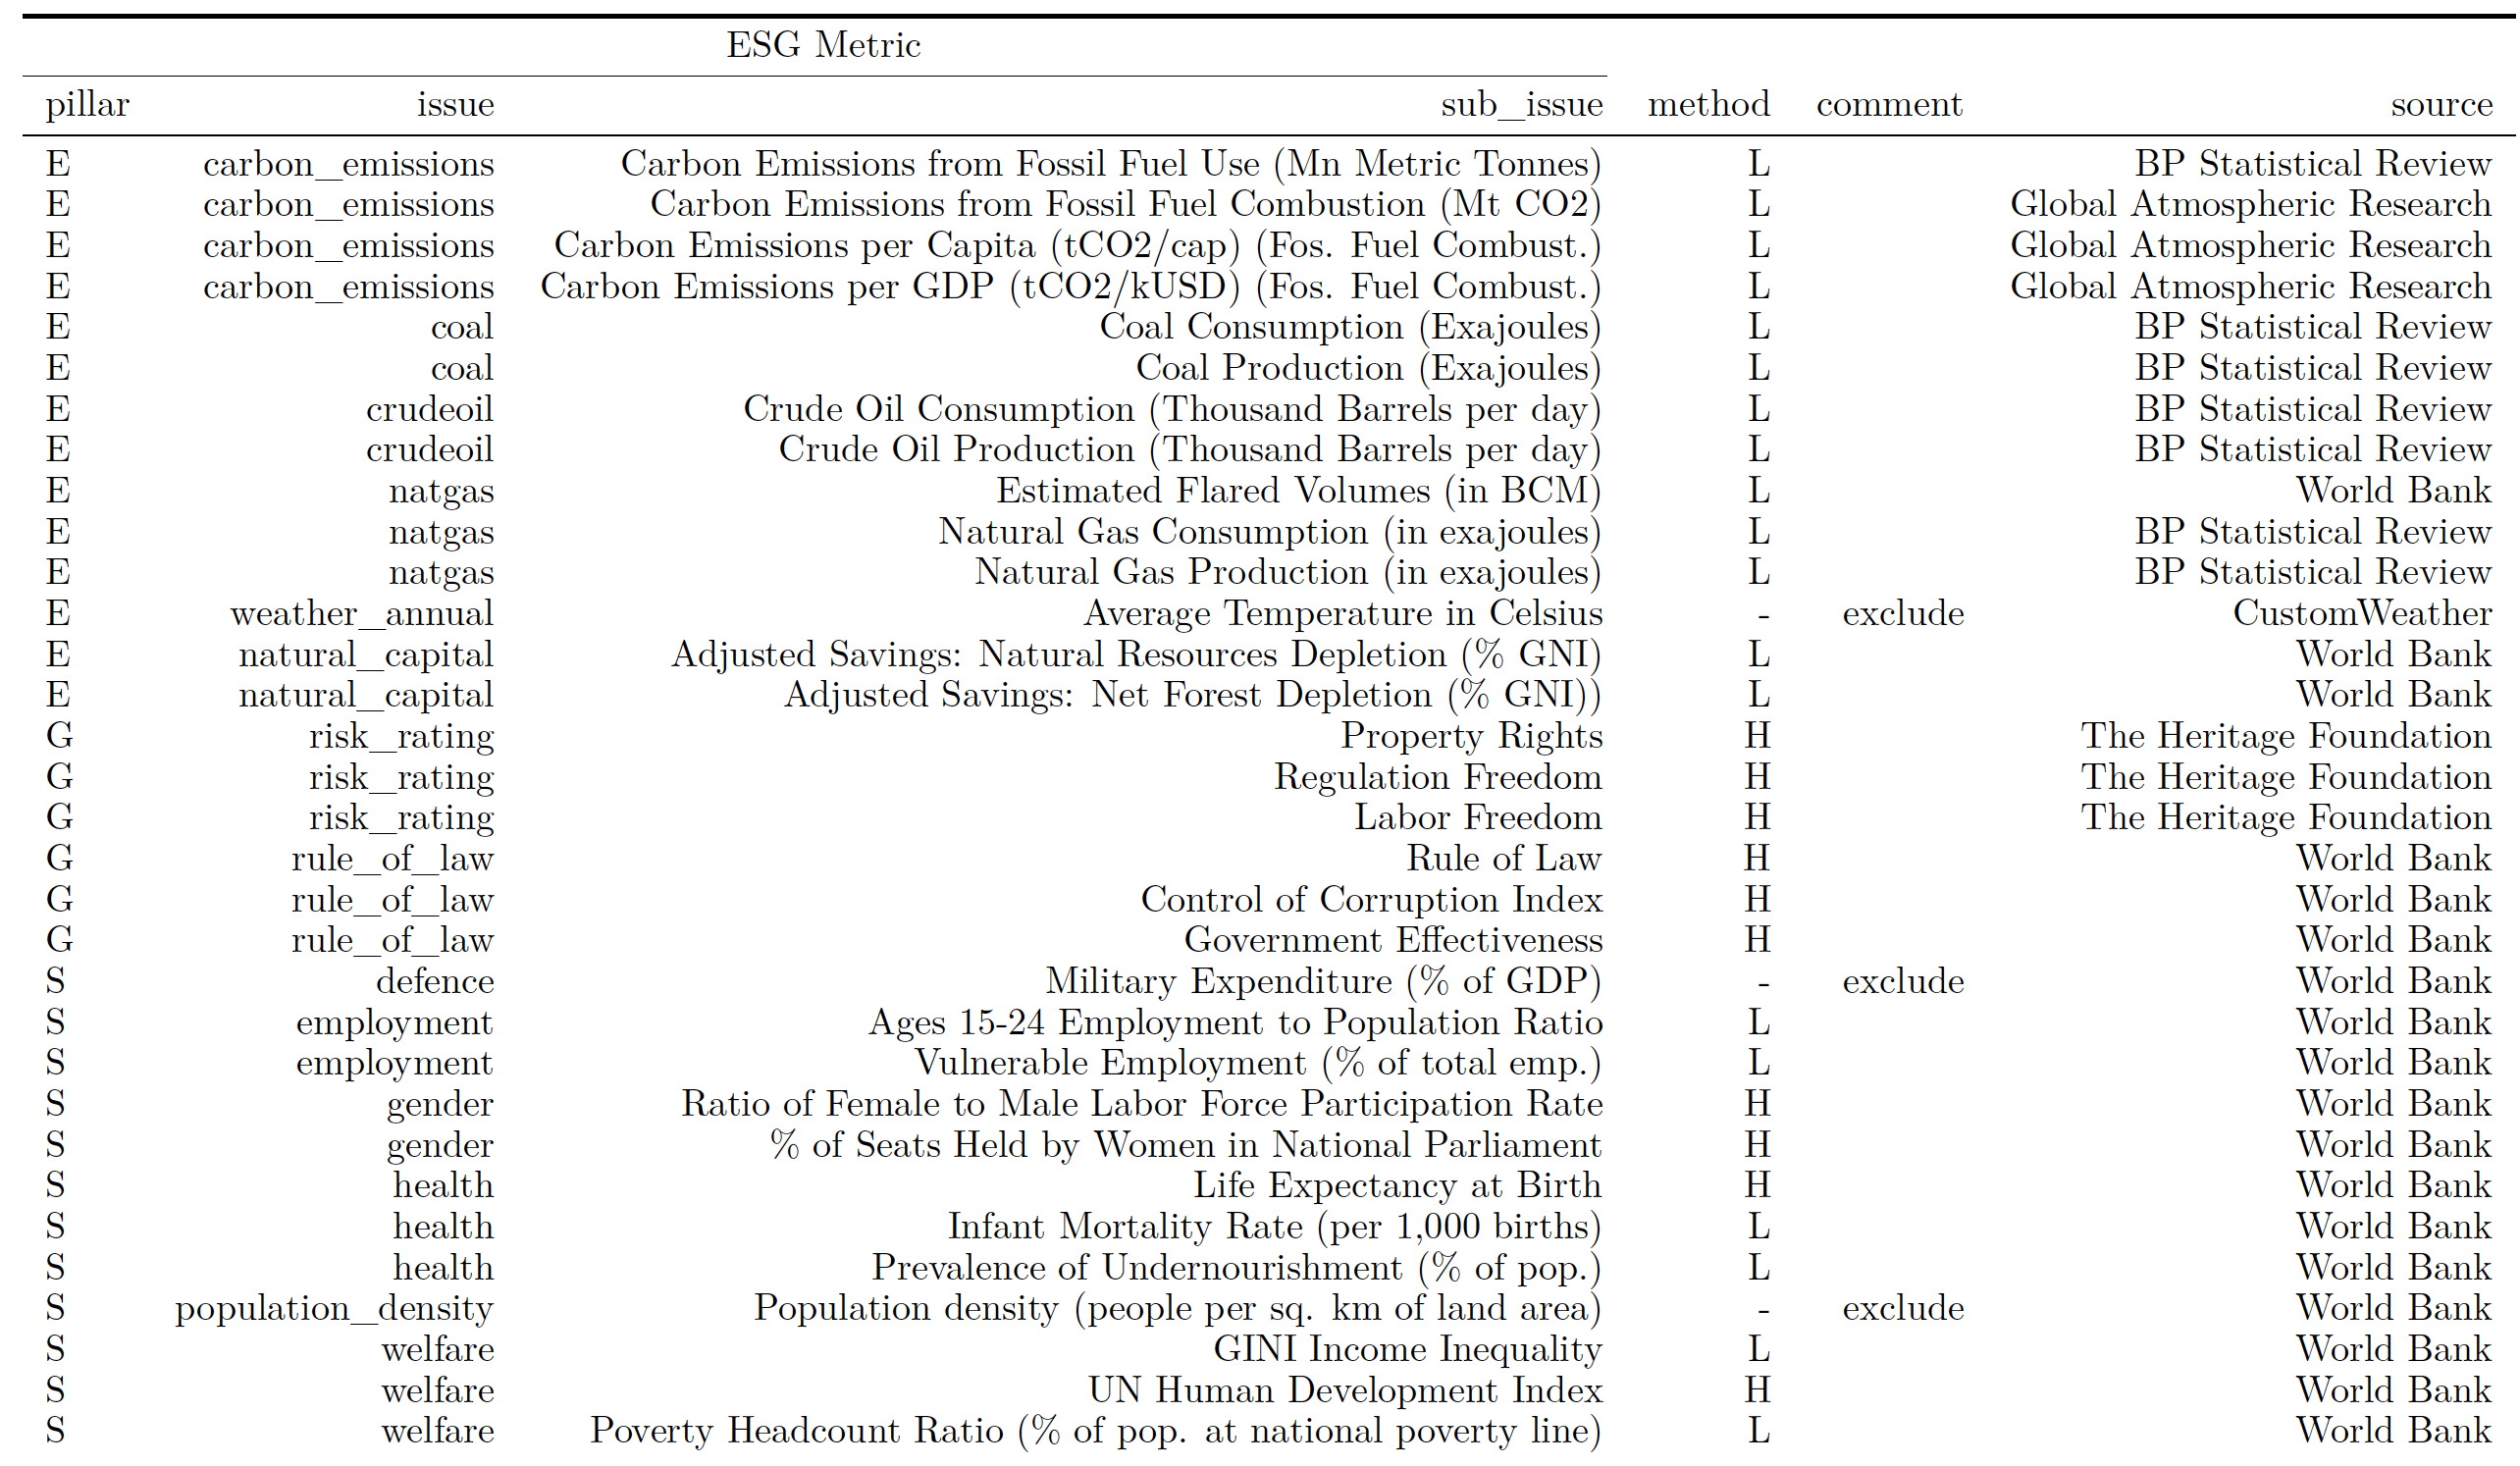 ESG Metric
pillar issue sub_issue method comment source
E carbon_emissions Carbon Emissions from Fossil Fuel Use (Mn Metric Tonnes) L BP Statistical Review
E carbon_emissions Carbon Emissions from Fossil Fuel Combustion (Mt CO2) L Global Atmospheric Research
E carbon_emissions Carbon Emissions per Capita (tCO2/cap) (Fos. Fuel Combust.) L Global Atmospheric Research
E carbon_emissions Carbon Emissions per GDP (tCO2/kUSD) (Fos. Fuel Combust.) L Global Atmospheric Research
E coal Coal Consumption (Exajoules) L BP Statistical Review
E coal Coal Production (Exajoules) L BP Statistical Review
E crudeoil Crude Oil Consumption (Thousand Barrels per day) L BP Statistical Review
E crudeoil Crude Oil Production (Thousand Barrels per day) L BP Statistical Review
E natgas Estimated Flared Volumes (in BCM) L World Bank
E natgas Natural Gas Consumption (in exajoules) L BP Statistical Review
E natgas Natural Gas Production (in exajoules) L BP Statistical Review
E weather_annual Average Temperature in Celsius - exclude CustomWeather
E natural_capital Adjusted Savings: Natural Resources Depletion (% GNI) L World Bank
E natural_capital Adjusted Savings: Net Forest Depletion (% GNI)) L World Bank
G risk_rating Property Rights H The Heritage Foundation
G risk_rating Regulation Freedom H The Heritage Foundation
G risk_rating Labor Freedom H The Heritage Foundation
G rule_of_law Rule of Law H World Bank
G rule_of_law Control of Corruption Index H World Bank
G rule_of_law Government Effectiveness H World Bank
S defence Military Expenditure (% of GDP) - exclude World Bank
S employment Ages 15-24 Employment to Population Ratio L World Bank
S employment Vulnerable Employment (% of total emp.) L World Bank
S gender Ratio of Female to Male Labor Force Participation Rate H World Bank
S gender % of Seats Held by Women in National Parliament H World Bank
S health Life Expectancy at Birth H World Bank
S health Infant Mortality Rate (per 1,000 births) L World Bank
S health Prevalence of Undernourishment (% of pop.) L World Bank
S population_density Population density (people per sq. km of land area) - exclude World Bank
S welfare GINI Income Inequality L World Bank
S welfare UN Human Development Index H World Bank
S welfare Poverty Headcount Ratio (% of pop. at national poverty line) L World Bank